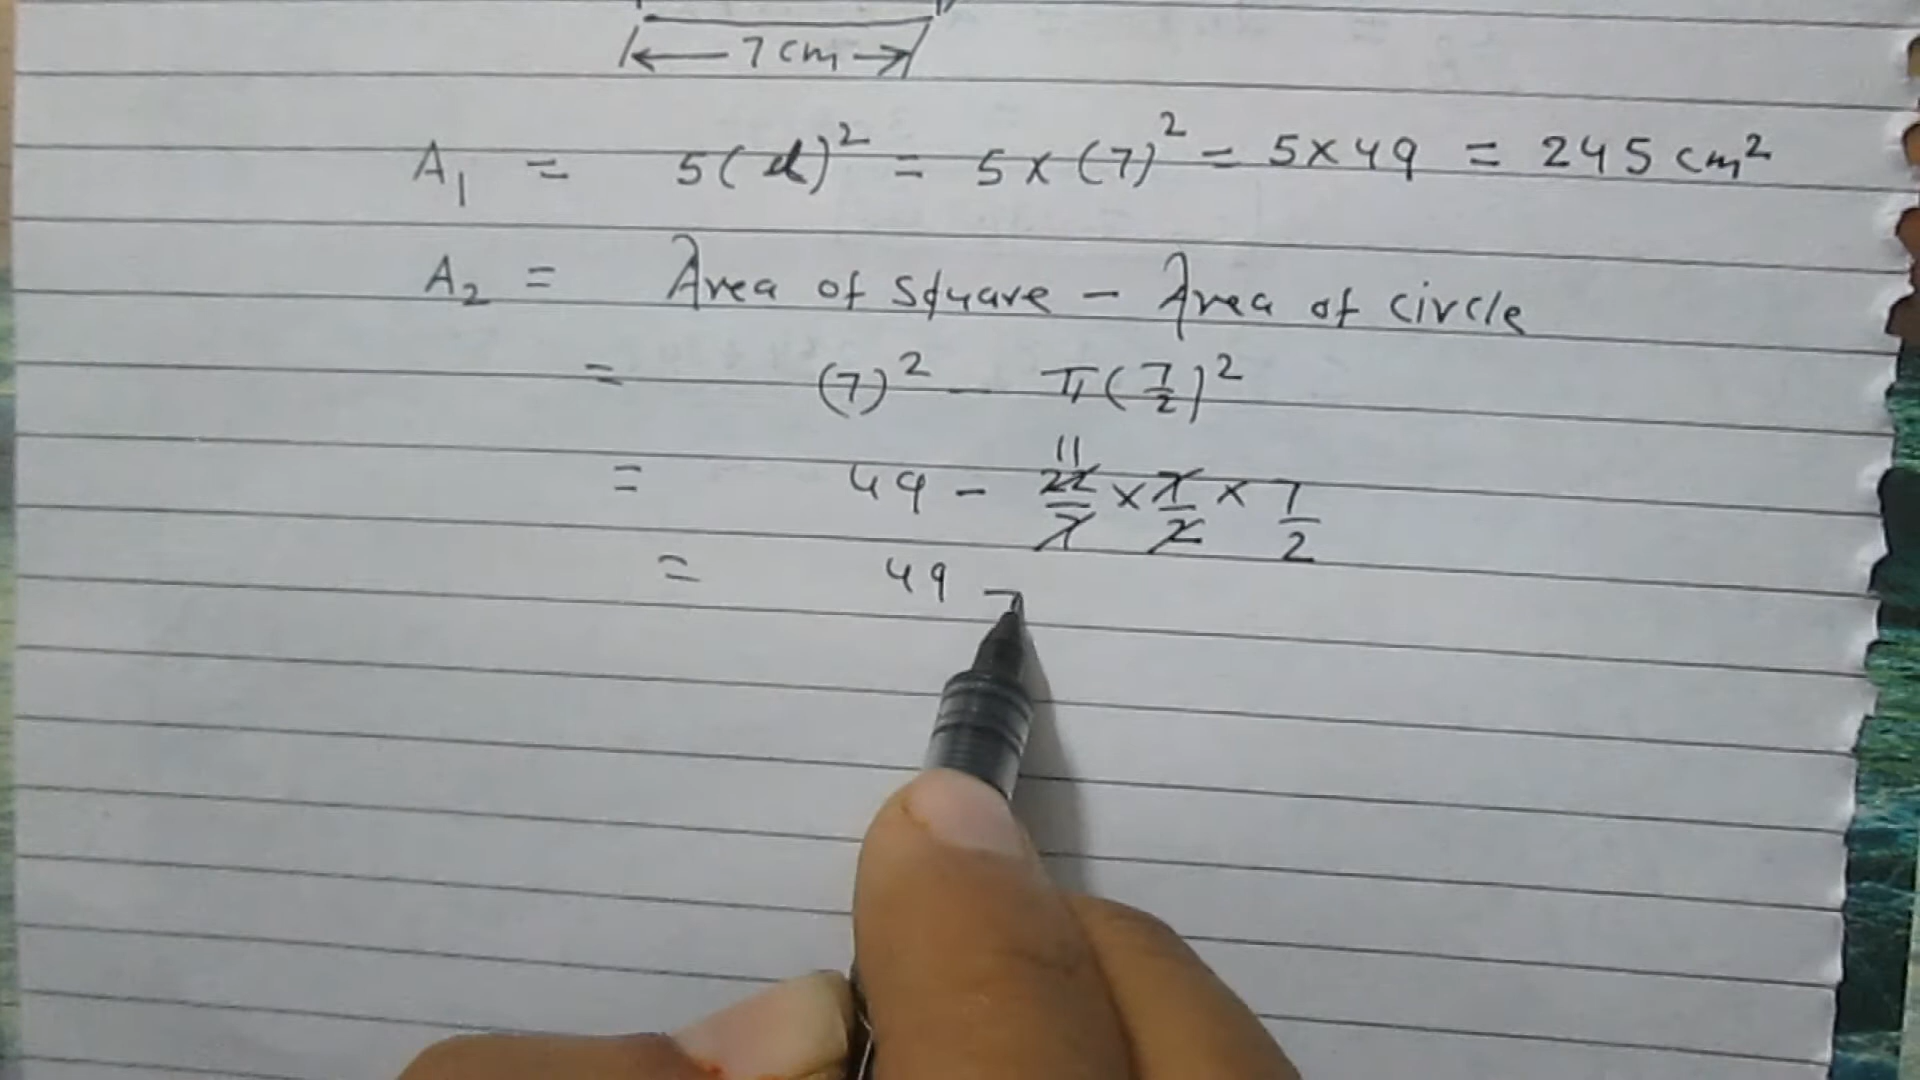 7 cm
A₁ = 5(d)² = 5×(7)² = 5×49 = 245 cm²
A₂ = Area of square - Area of circle
= (7)² - π(7/2)²
11
= 49 - 22/7 × 7/2 × 7/2
= 49 -